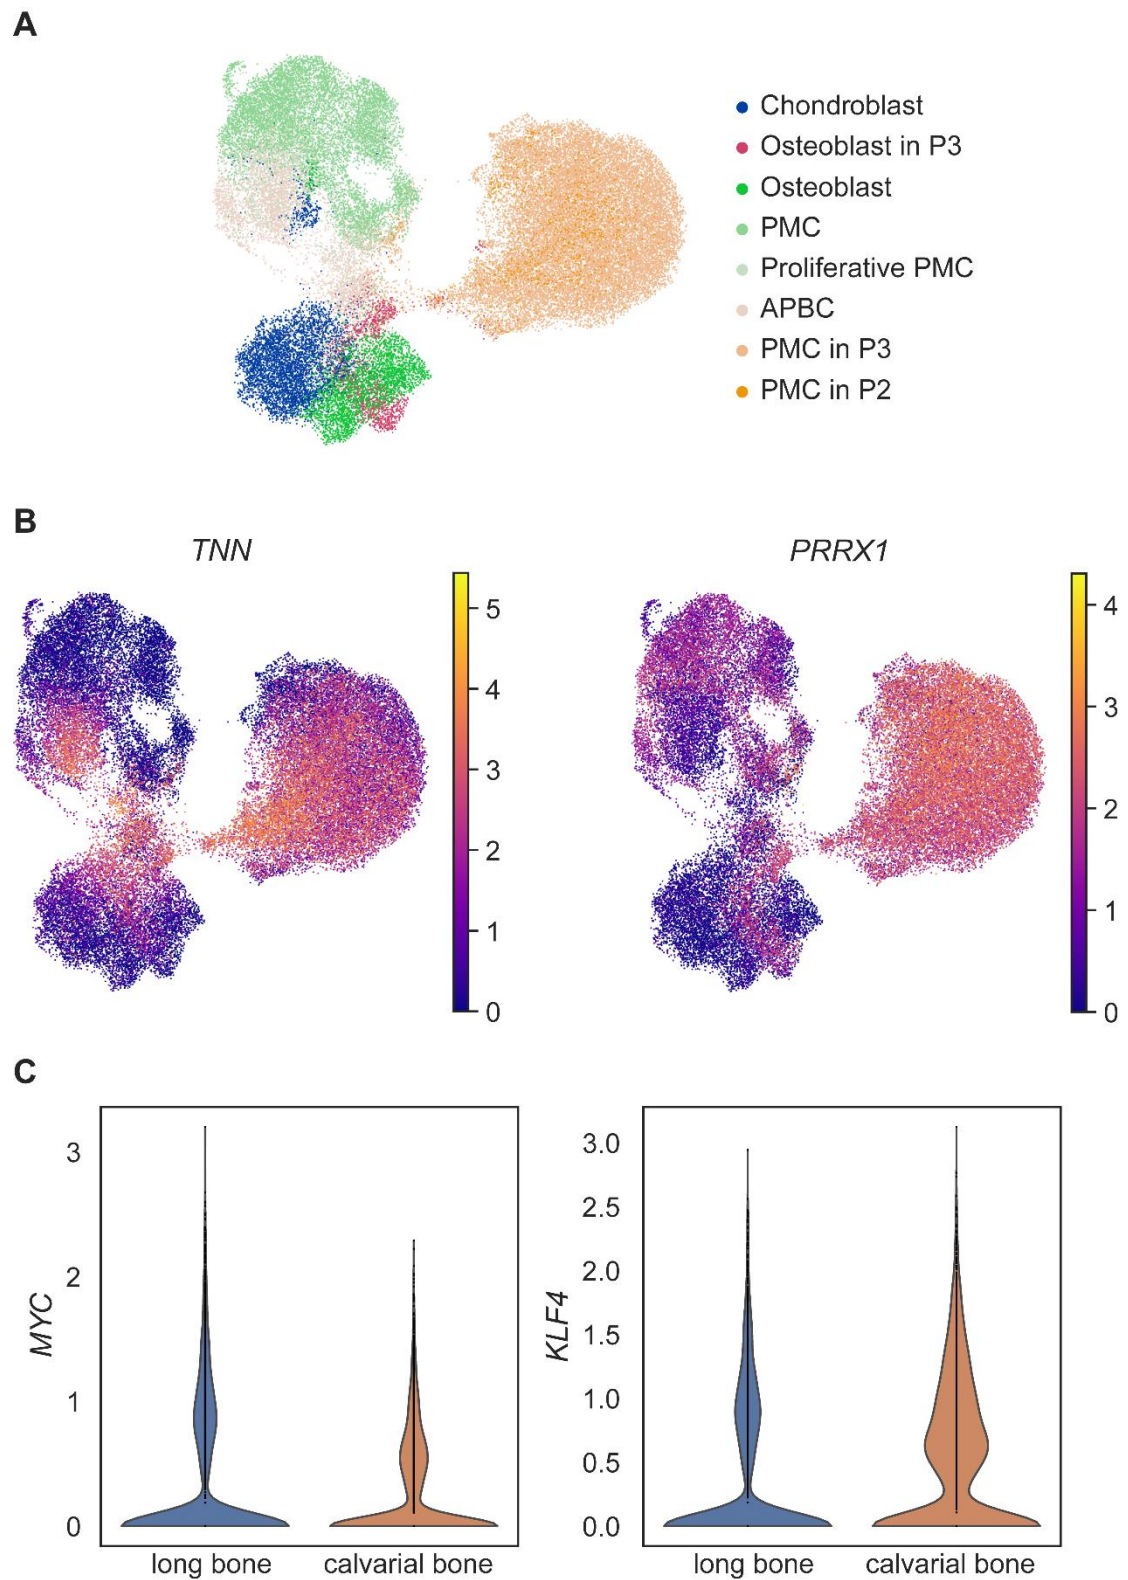 A
Chondroblast
Osteoblast in P3
Osteoblast
PMC
Proliferative PMC
APBC
PMC in P3
PMC in P2
B
TNN
PRRX1
5
4
3
2
1
0
4
3
2
1
0
C
MYC
3
2
1
0
long bone
calvarial bone
KLF4
3.0
2.5
2.0
1.5
1.0
0.5
0.0
long bone
calvarial bone